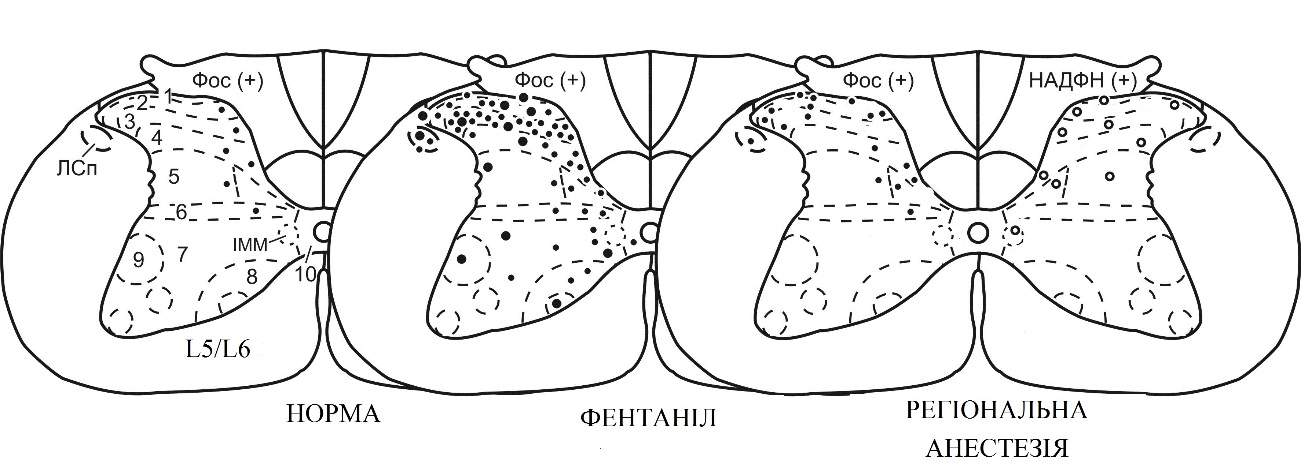 Фос (+)
Фос (+)
Фос (+)
НАДФН (+)
1
2
3
4
ЛСп
5
6
ІММ
7
9
8
10
L5/L6
НОРМА
ФЕНТАНІЛ
РЕГІОНАЛЬНА
АНЕСТЕЗІЯ